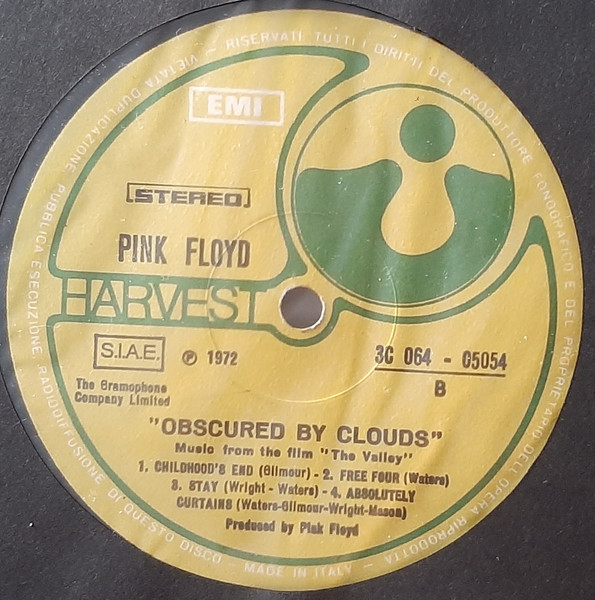 VIETATA DUPLICAZIONE PUBBLICA ESECUZIONE RADIODIFFUSIONE DI QUESTO DISCO - MADE IN ITALY - RISERVATI TUTTI I DIRITTI DEL PRODUTTORE FONOGRAFICO E DEL PROPRIETARIO DELL'OPERA RIPRODOTTA
EMI
STEREO
PINK FLOYD
HARVEST
S.I.A.E.
℗ 1972
3C 064 - 05054
B
The Gramophone
Company Limited
"OBSCURED BY CLOUDS"
Music from the film "The Valley"
1. CHILDHOOD'S END (Gilmour) - 2. FREE FOUR (Waters)
3. STAY (Wright - Waters) - 4. ABSOLUTELY
CURTAINS (Waters-Gilmour-Wright-Mason)
Produced by Pink Floyd